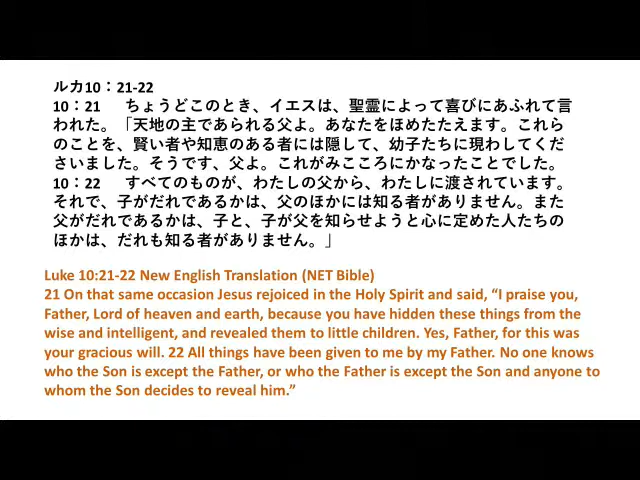 ルカ10：21-22
10：21　ちょうどこのとき、イエスは、聖霊によって喜びにあふれて言
われた。「天地の主であられる父よ。あなたをほめたたえます。これら
のことを、賢い者や知恵のある者には隠して、幼子たちに現わしてくだ
さいました。そうです、父よ。これがみこころにかなったことでした。
10：22　すべてのものが、わたしの父から、わたしに渡されています。
それで、子がだれであるかは、父のほかには知る者がありません。また
父がだれであるかは、子と、子が父を知らせようと心に定めた人たちの
ほかは、だれも知る者がありません。」
Luke 10:21-22 New English Translation (NET Bible)
21 On that same occasion Jesus rejoiced in the Holy Spirit and said, “I praise you,
Father, Lord of heaven and earth, because you have hidden these things from the
wise and intelligent, and revealed them to little children. Yes, Father, for this was
your gracious will. 22 All things have been given to me by my Father. No one knows
who the Son is except the Father, or who the Father is except the Son and anyone to
whom the Son decides to reveal him.”